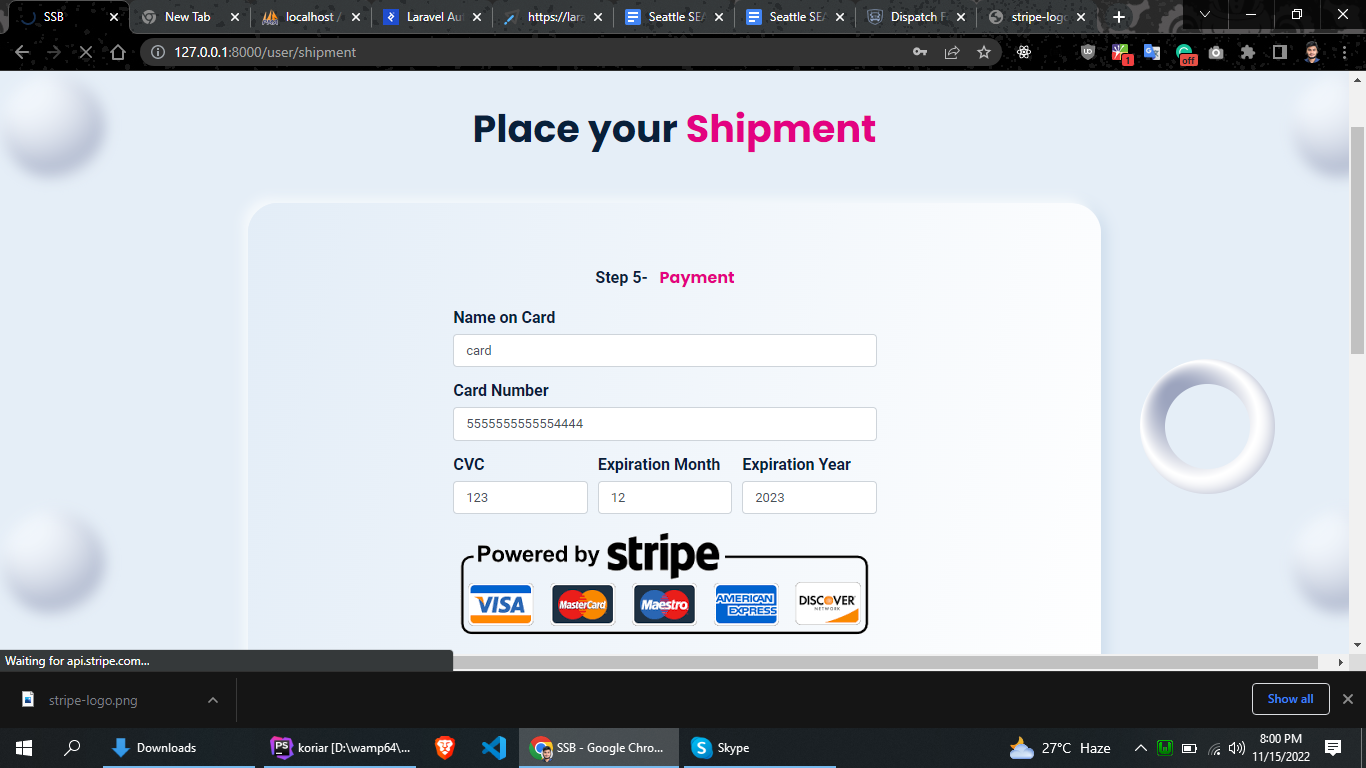 SSB
New Tab
localhost /
Laravel Au
https://lara
Seattle SEA
Seattle SEA
Dispatch Fo
stripe-logo
127.0.0.1:8000/user/shipment
1
off
Place your Shipment
Step 5- Payment
Name on Card
card
Card Number
5555555555554444
CVC
Expiration Month
Expiration Year
123
12
2023
Powered by stripe
VISA
MasterCard
Maestro
AMERICAN EXPRESS
DISCOVER
NETWORK
Waiting for api.stripe.com...
stripe-logo.png
Show all
Downloads
PS
koriar [D:\wamp64\...
SSB - Google Chro...
Skype
27°C Haze
8:00 PM
11/15/2022